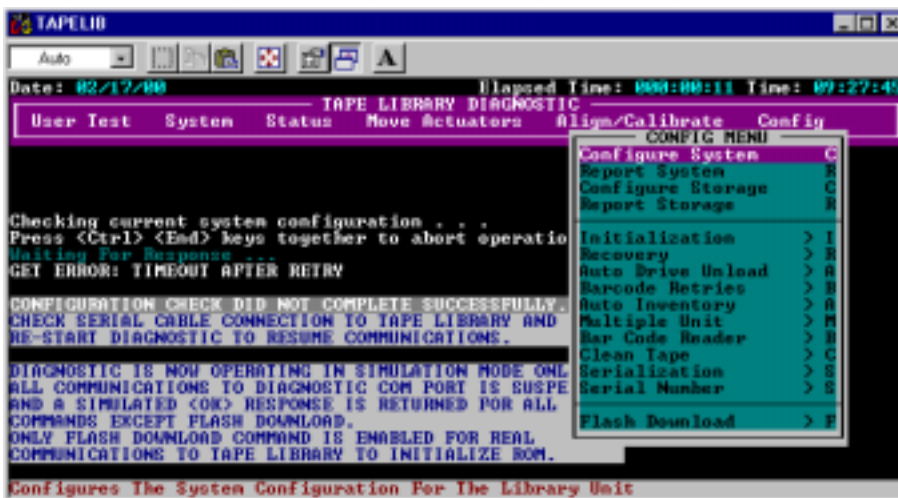 TAPELIB
Auto
A
Date: 02/17/00 Elapsed Time: 000:00:11 Time: 09:27:45
TAPE LIBRARY DIAGNOSTIC
User Test System Status Move Actuators Align/Calibrate Config
CONFIG MENU
Configure System C
Report System R
Configure Storage C
Report Storage R
Initialization > I
Recovery > R
Auto Drive Unload > A
Barcode Retries > B
Auto Inventory > A
Multiple Unit > M
Bar Code Reader > B
Clean Tape > C
Serialization > S
Serial Number > S
Flash Download > F
Checking current system configuration . . .
Press <Ctrl> <End> keys together to abort operatio
Waiting For Response ...
GET ERROR: TIMEOUT AFTER RETRY
CONFIGURATION CHECK DID NOT COMPLETE SUCCESSFULLY.
CHECK SERIAL CABLE CONNECTION TO TAPE LIBRARY AND
RE-START DIAGNOSTIC TO RESUME COMMUNICATIONS.
DIAGNOSTIC IS NOW OPERATING IN SIMULATION MODE ONL
ALL COMMUNICATIONS TO DIAGNOSTIC COM PORT IS SUSPE
AND A SIMULATED <OK> RESPONSE IS RETURNED FOR ALL
COMMANDS EXCEPT FLASH DOWNLOAD.
ONLY FLASH DOWNLOAD COMMAND IS ENABLED FOR REAL
COMMUNICATIONS TO TAPE LIBRARY TO INITIALIZE ROM.
Configures The System Configuration For The Library Unit